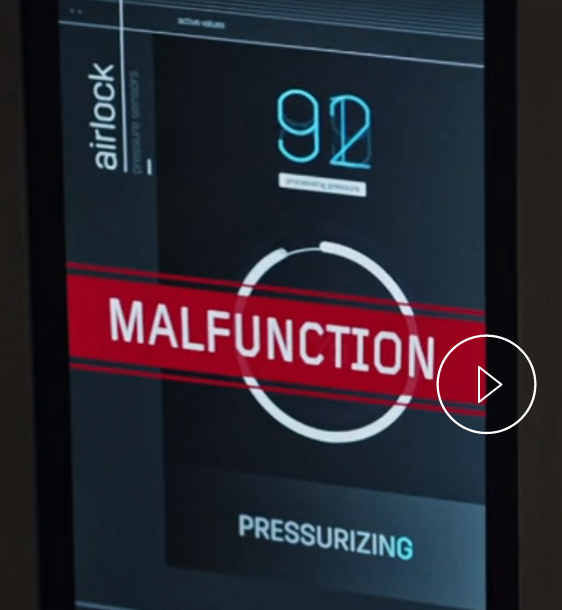 active values
airlock
pressure sensors
92
processing pressure
MALFUNCTION
PRESSURIZING